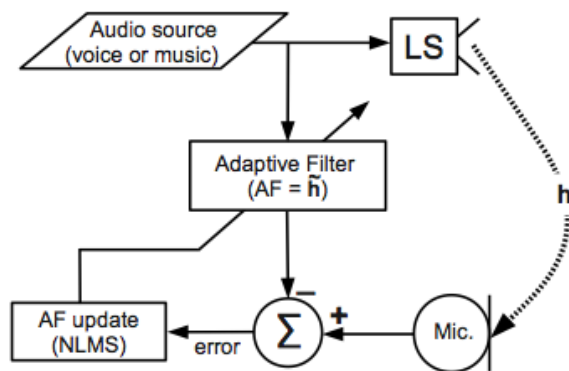 Audio source
(voice or music)
LS
Adaptive Filter
(AF = h̃)
h
−
+
AF update
(NLMS)
error
Σ
Mic.